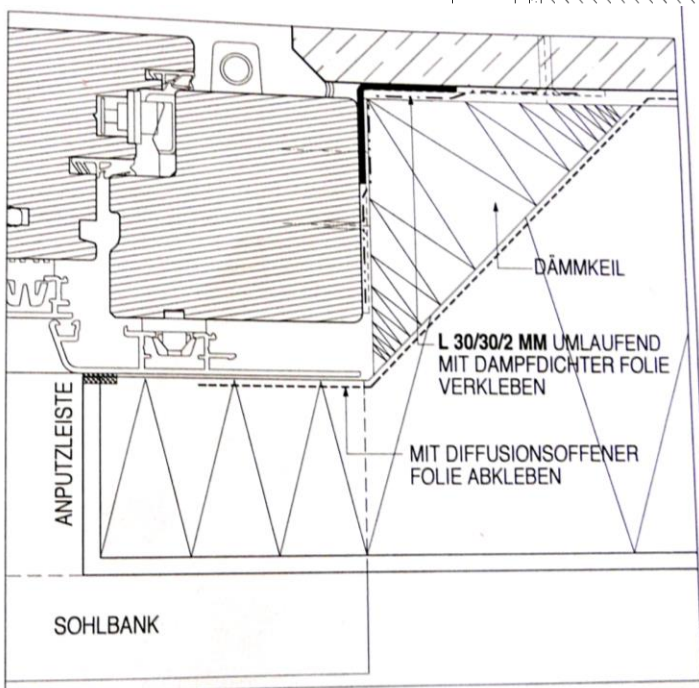 DÄMMKEIL
L 30/30/2 MM UMLAUFEND
MIT DAMPFDICHTER FOLIE
VERKLEBEN
MIT DIFFUSIONSOFFENER
FOLIE ABKLEBEN
ANPUTZLEISTE
SOHLBANK